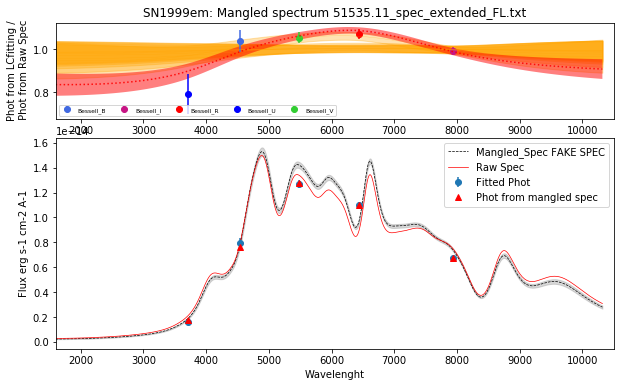 SN1999em: Mangled spectrum 51535.11_spec_extended_FL.txt
Phot from LCfitting /
Phot from Raw Spec
1.0
0.8
Bessell_B
Bessell_I
Bessell_R
Bessell_U
Bessell_V
2000 3000 4000 5000 6000 7000 8000 9000 10000
1e−14
Flux erg s-1 cm-2 A-1
1.6
1.4
1.2
1.0
0.8
0.6
0.4
0.2
0.0
Mangled_Spec FAKE SPEC
Raw Spec
Fitted Phot
Phot from mangled spec
2000 3000 4000 5000 6000 7000 8000 9000 10000
Wavelenght